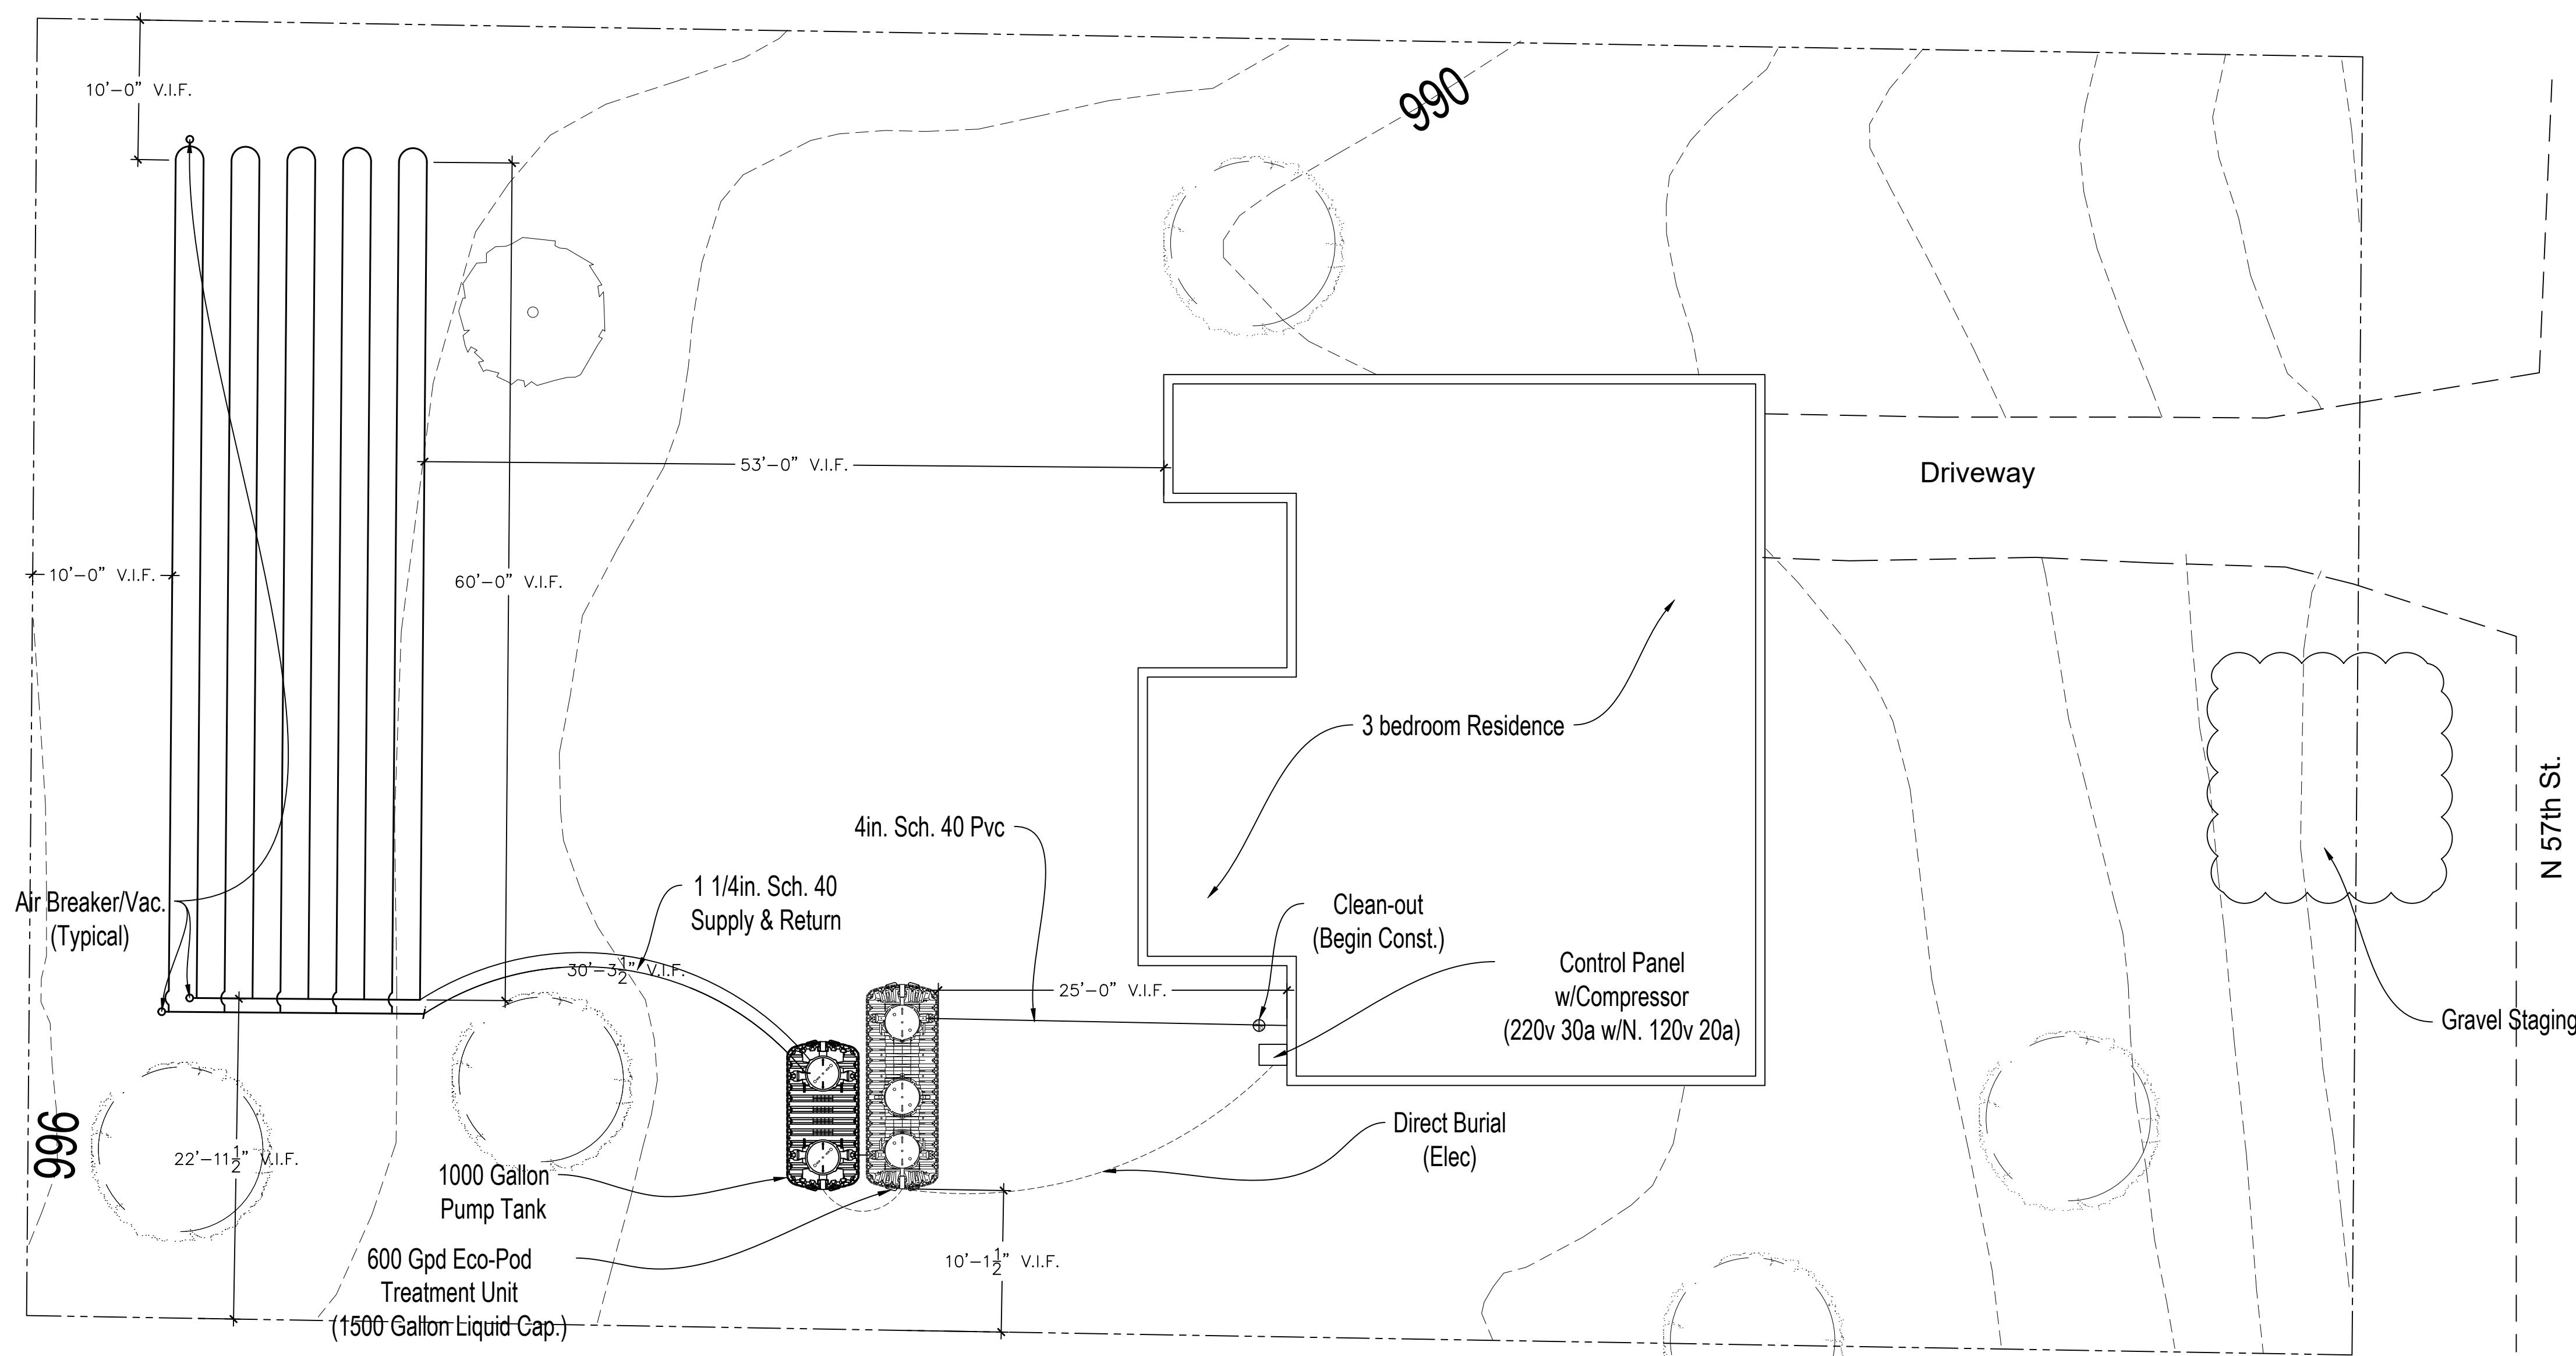 10'-0" V.I.F.
990
53'-0" V.I.F.
Driveway
10'-0" V.I.F.
60'-0" V.I.F.
3 bedroom Residence
4in. Sch. 40 Pvc
N 57th St.
1 1/4in. Sch. 40
Supply & Return
Air Breaker/Vac.
(Typical)
Clean-out
(Begin Const.)
30'-3 1/2" V.I.F.
25'-0" V.I.F.
Control Panel
w/Compressor
(220v 30a w/N. 120v 20a)
Gravel Staging
996
22'-11 1/2" V.I.F.
Direct Burial
(Elec)
1000 Gallon
Pump Tank
600 Gpd Eco-Pod
Treatment Unit
(1500 Gallon Liquid Cap.)
10'-1 1/2" V.I.F.